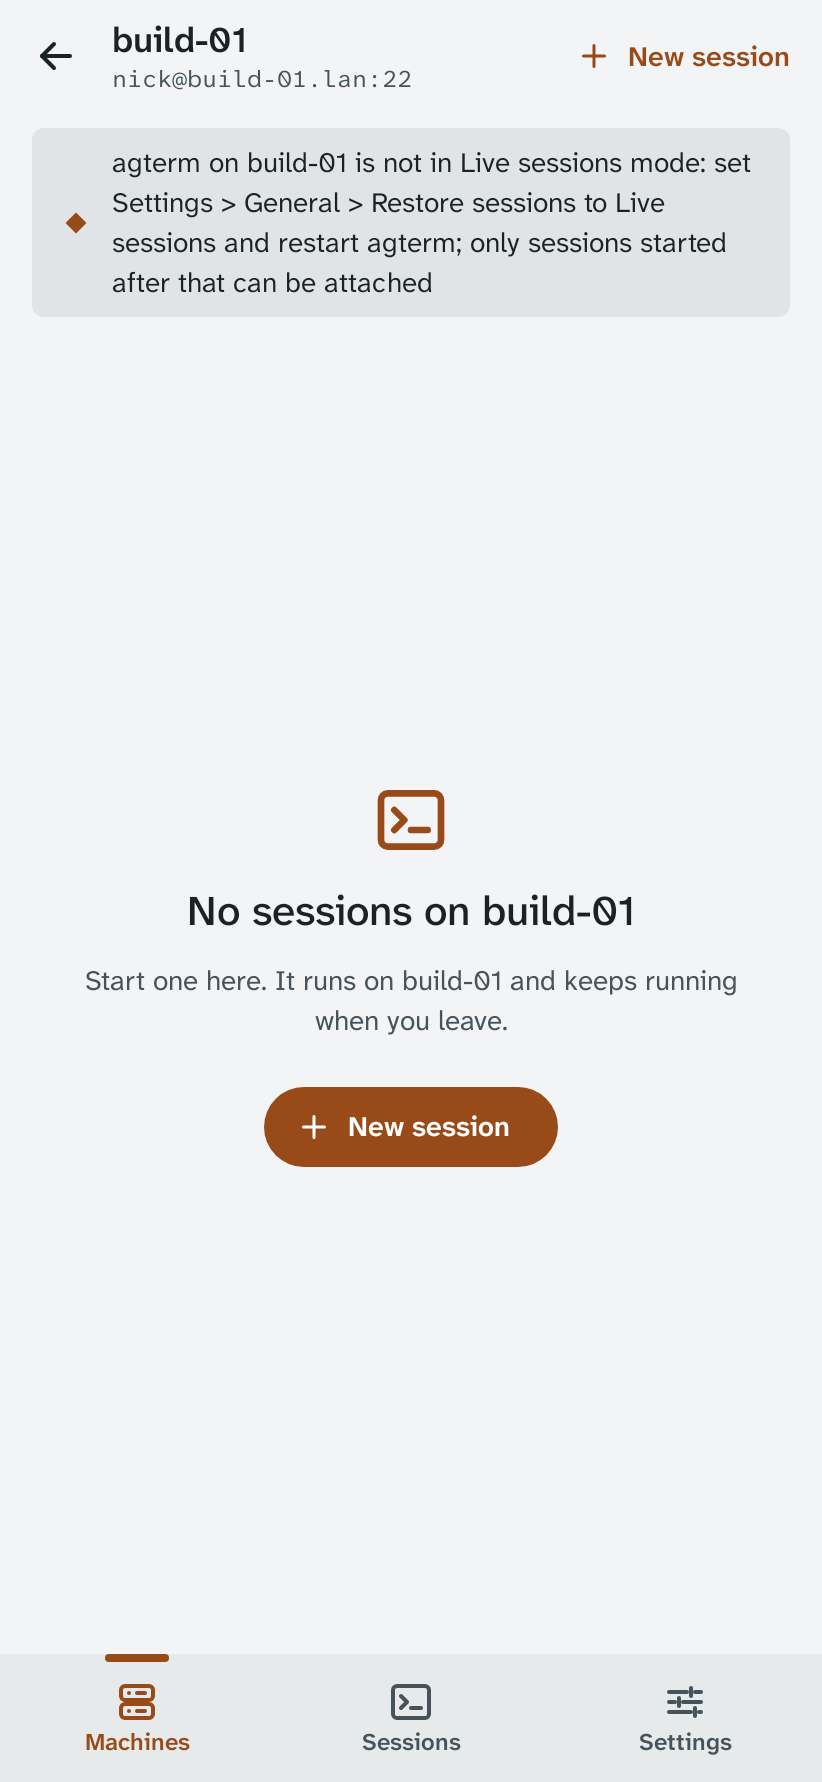 build-01
nick@build-01.lan:22
New session
agterm on build-01 is not in Live sessions mode: set
Settings > General > Restore sessions to Live
sessions and restart agterm; only sessions started
after that can be attached
No sessions on build-01
Start one here. It runs on build-01 and keeps running
when you leave.
New session
Machines
Sessions
Settings